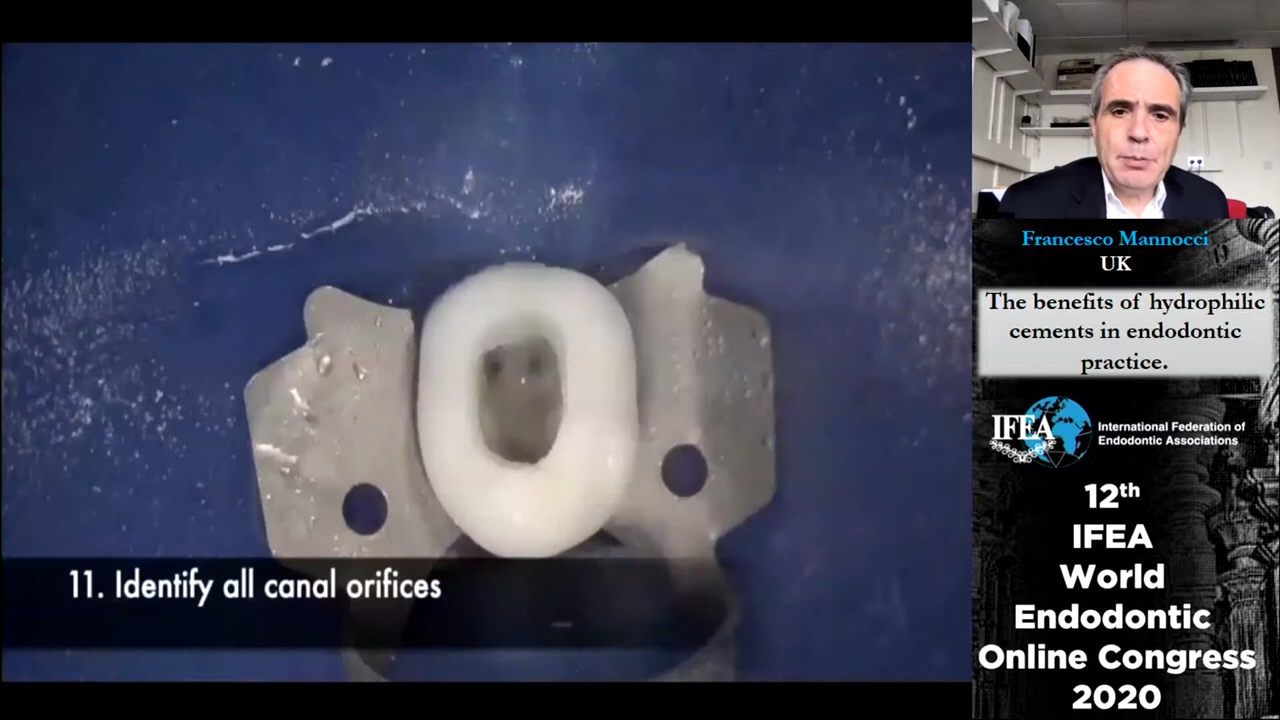 11. Identify all canal orifices
Francesco Mannocci
UK
The benefits of hydrophilic
cements in endodontic
practice.
IFEA
International Federation of
Endodontic Associations
12th
IFEA
World
Endodontic
Online Congress
2020